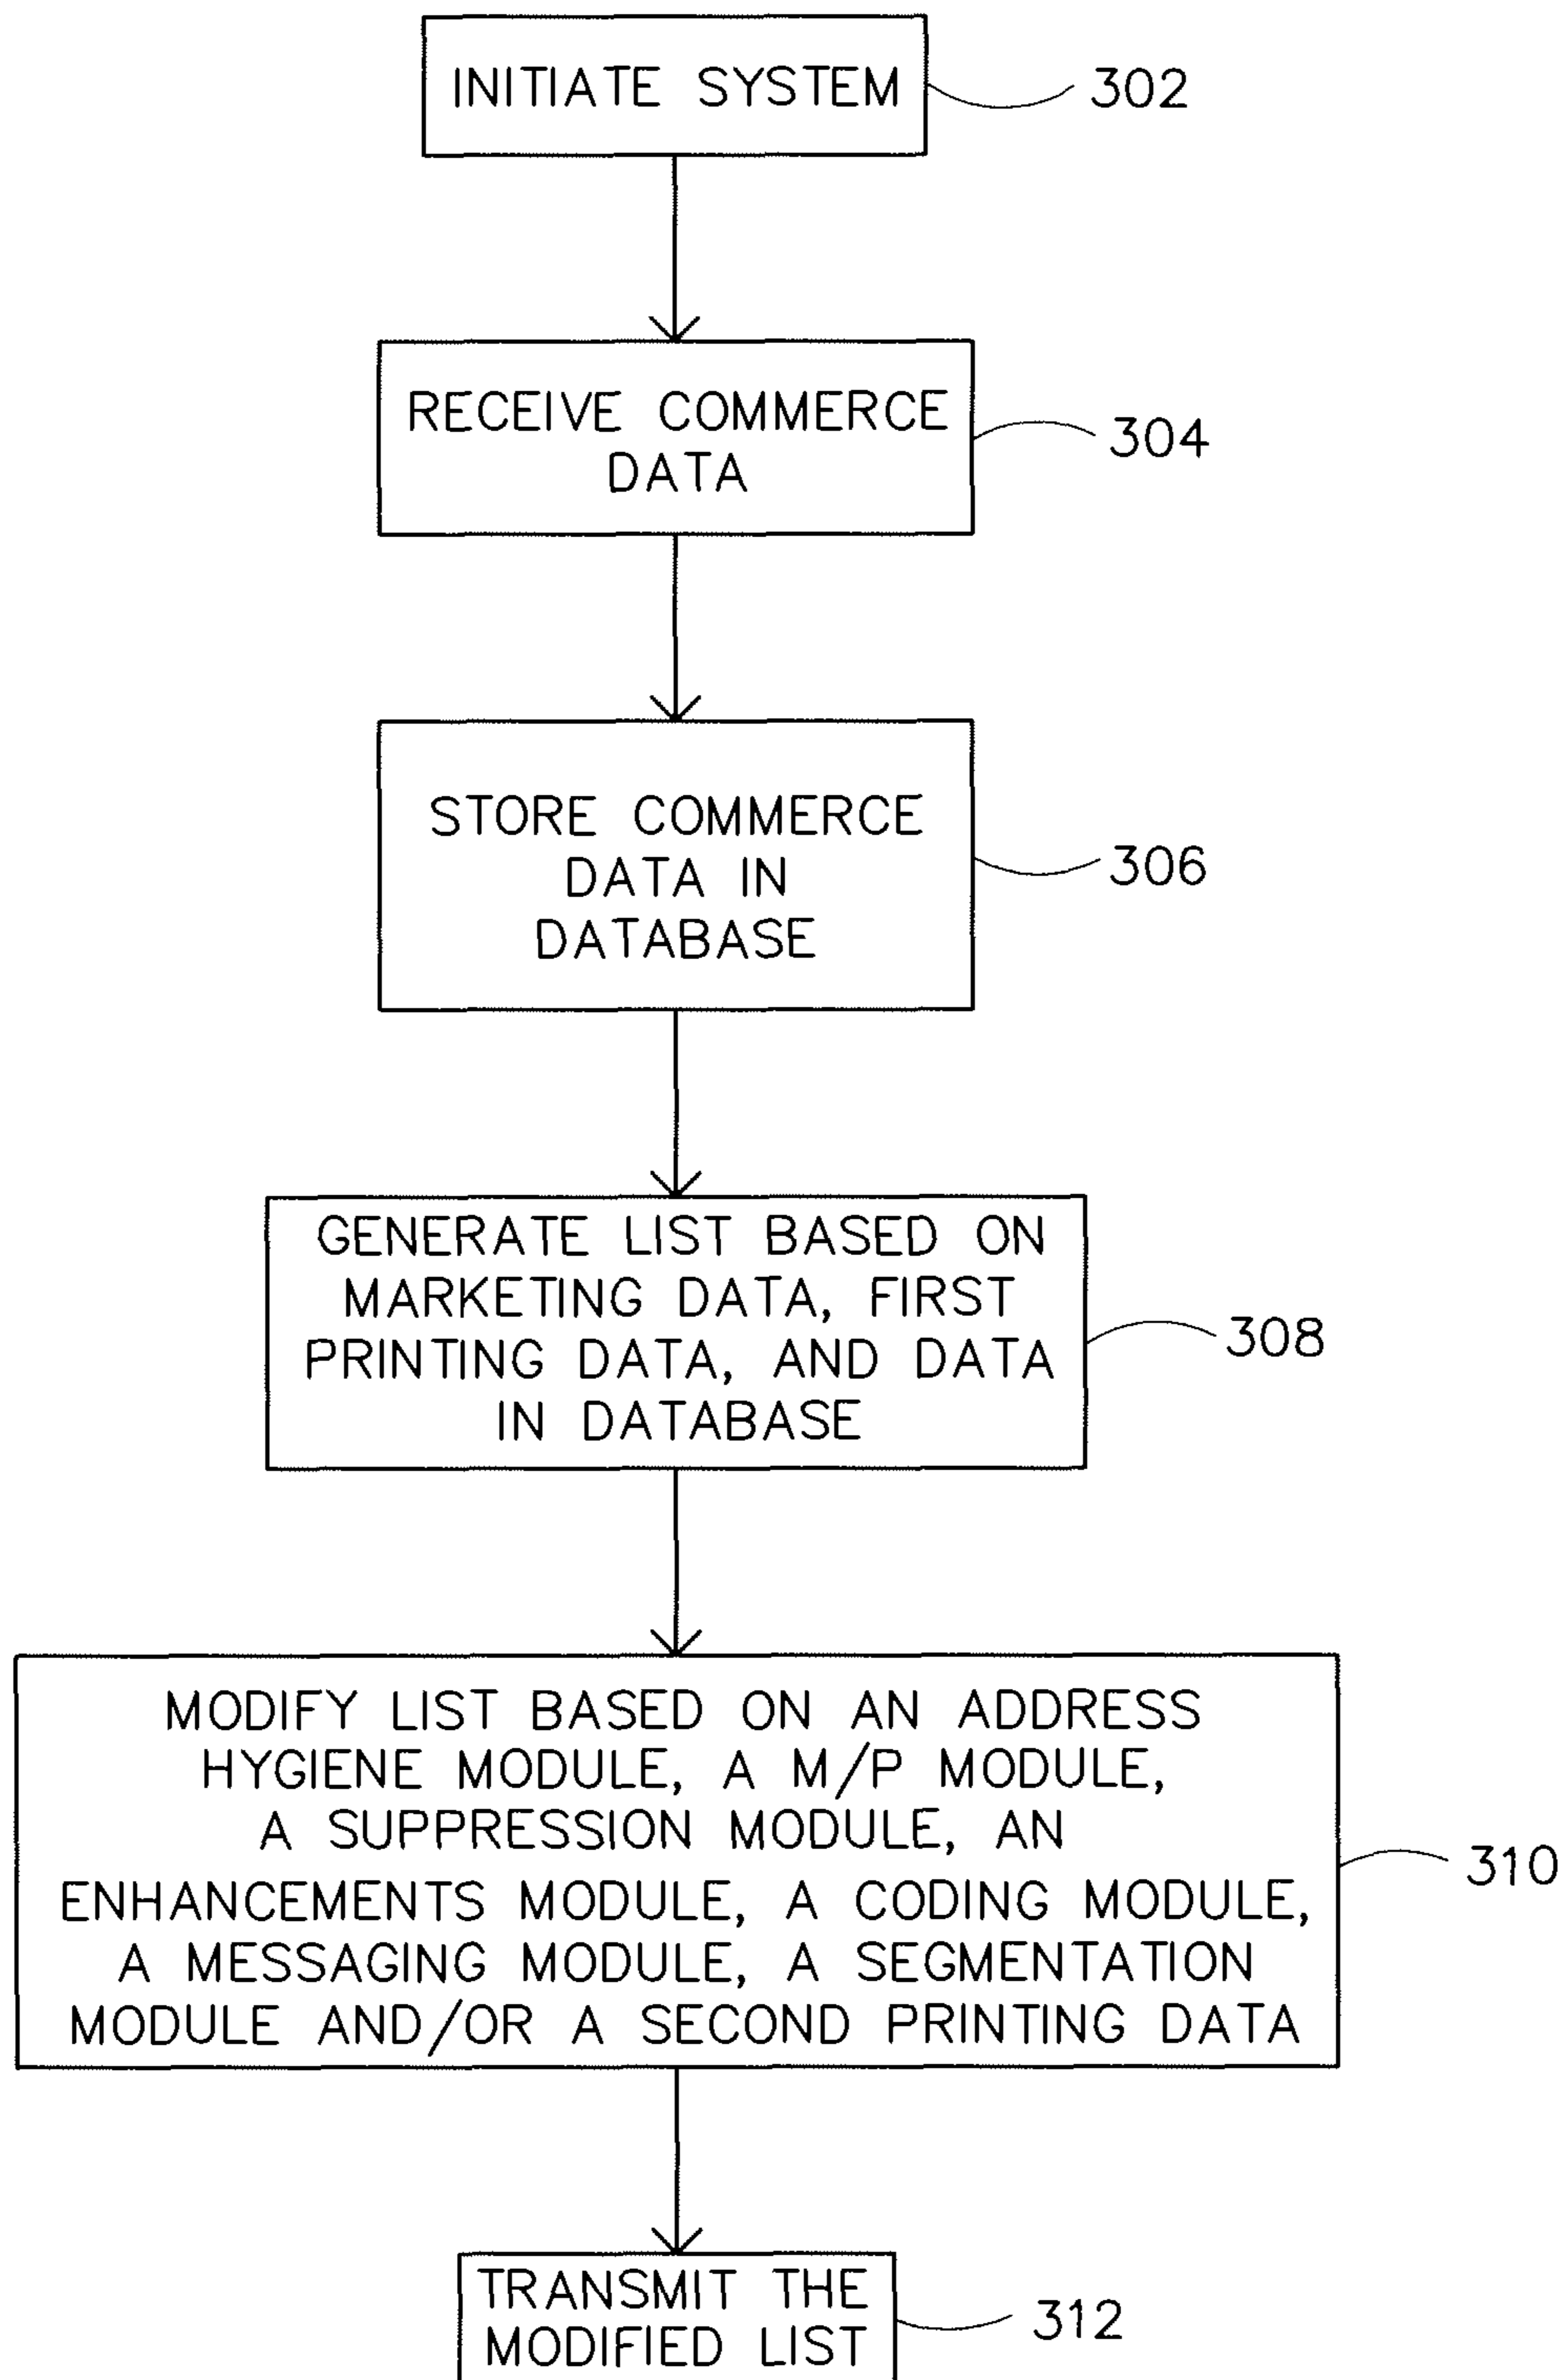 INITIATE SYSTEM
302
RECEIVE COMMERCE
DATA
304
STORE COMMERCE
DATA IN
DATABASE
306
GENERATE LIST BASED ON
MARKETING DATA, FIRST
PRINTING DATA, AND DATA
IN DATABASE
308
MODIFY LIST BASED ON AN ADDRESS
HYGIENE MODULE, A M/P MODULE,
A SUPPRESSION MODULE, AN
ENHANCEMENTS MODULE, A CODING MODULE,
A MESSAGING MODULE, A SEGMENTATION
MODULE AND/OR A SECOND PRINTING DATA
310
TRANSMIT THE
MODIFIED LIST
312